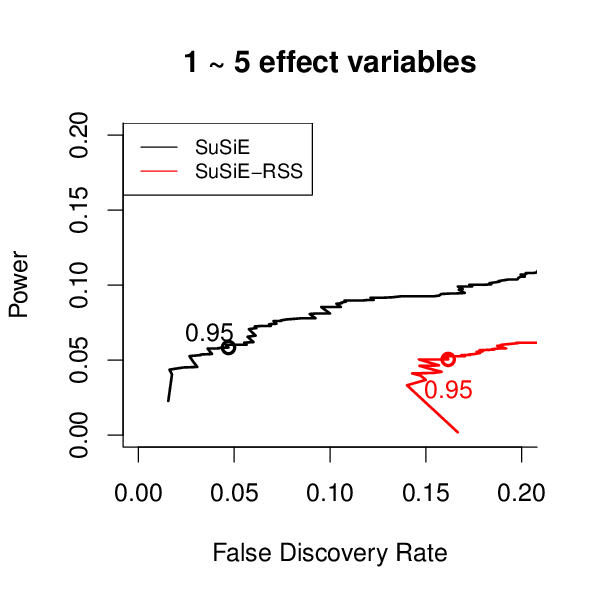 1 ~ 5 effect variables
SuSiE
SuSiE−RSS
0.20
0.15
0.10
0.05
0.00
Power
0.95
0.95
0.00 0.05 0.10 0.15 0.20
False Discovery Rate